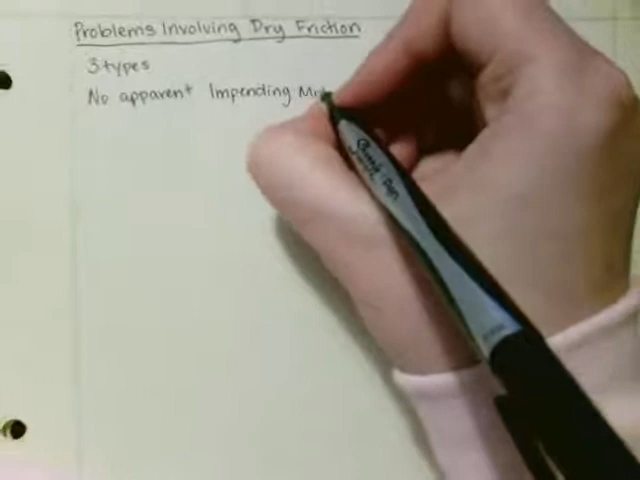 Problems Involving Dry Friction
3 types
No apparent Impending